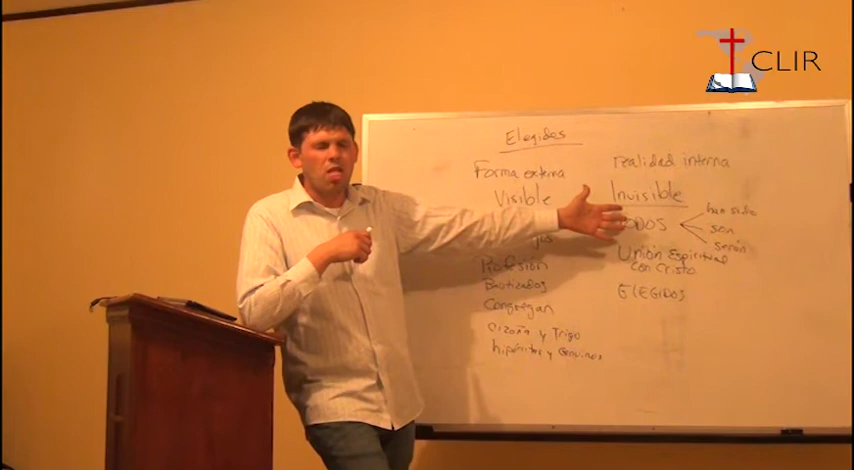 CLIR
Elegidos
Forma externa
Visible
Profesión
Bautizados
Congregan
Cizaña y Trigo
hipócritas y Genuinos
realidad interna
Invisible
han sido
son
serán
Unión Espiritual
con Cristo
ELEGIDOS